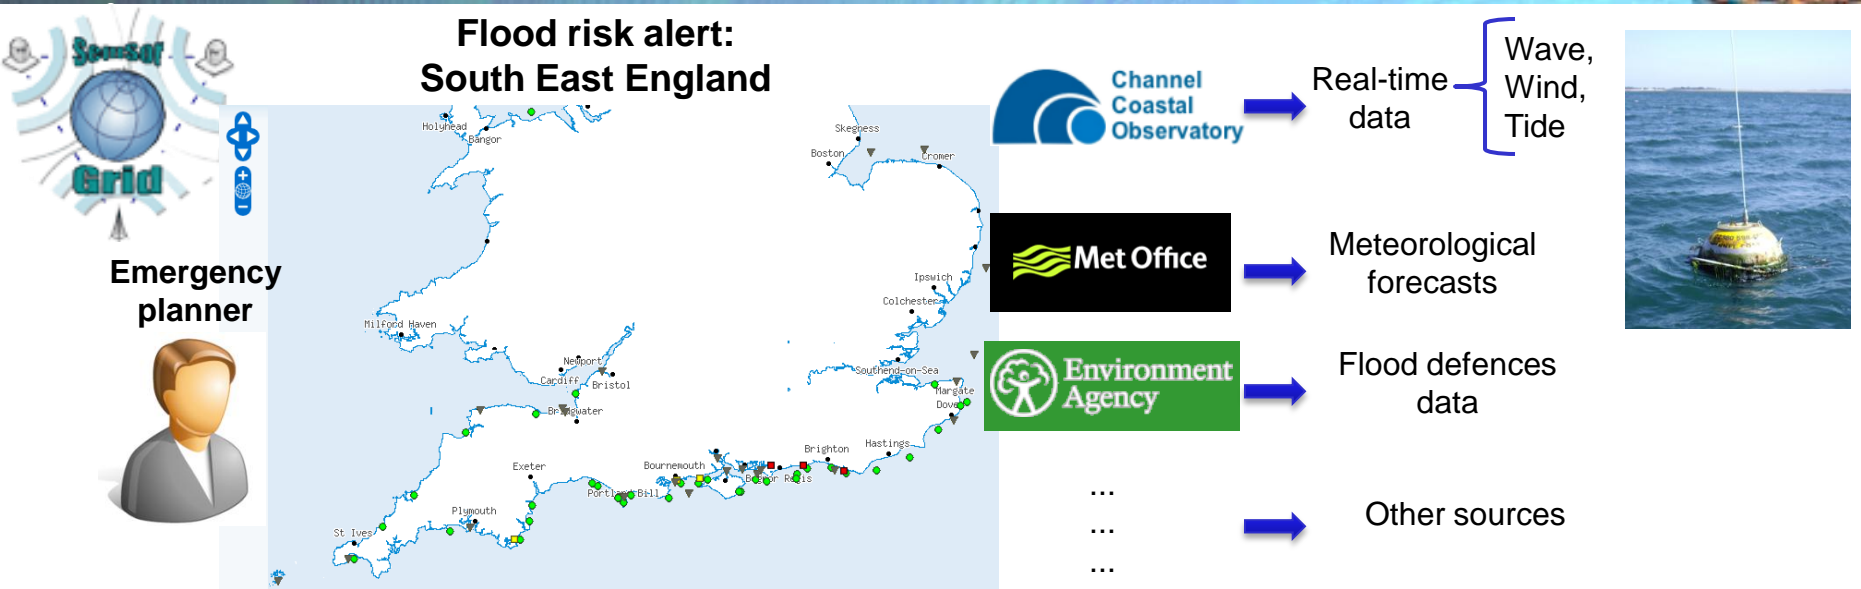 Flood risk alert:
South East England
SemsorGrid
Emergency
planner
Holyhead
Bangor
Skegness
Boston
Cromer
Ipswich
Colchester
Milford Haven
Newport
Cardiff
Bristol
Southend-on-Sea
Margate
Dover
Bridgwater
Hastings
Brighton
Bournemouth
Bognor Regis
Exeter
Portland Bill
Plymouth
St Ives
Channel
Coastal
Observatory
Real-time
data
Wave,
Wind,
Tide
Met Office
Meteorological
forecasts
Environment
Agency
Flood defences
data
...
...
...
Other sources